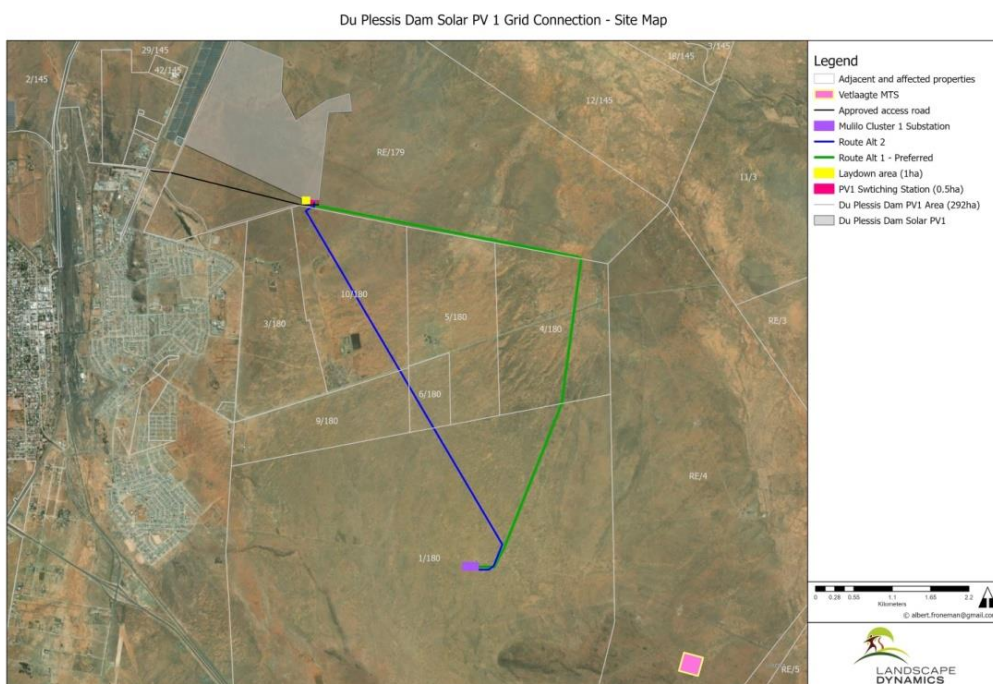 Du Plessis Dam Solar PV 1 Grid Connection - Site Map
29/145
42/145
2/145
3/145
18/145
12/145
RE/179
11/3
RE/3
10/180
3/180
5/180
4/180
6/180
9/180
RE/4
1/180
RE/5
Legend
Adjacent and affected properties
Vetlaagte MTS
Approved access road
Mulilo Cluster 1 Substation
Route Alt 2
Route Alt 1 - Preferred
Laydown area (1ha)
PV1 Swtiching Station (0.5ha)
Du Plessis Dam PV1 Area (292ha)
Du Plessis Dam Solar PV1
0 0.28 0.55 1.1 1.65 2.2
Kilometers
© albert.froneman@gmail.com
LANDSCAPE
DYNAMICS